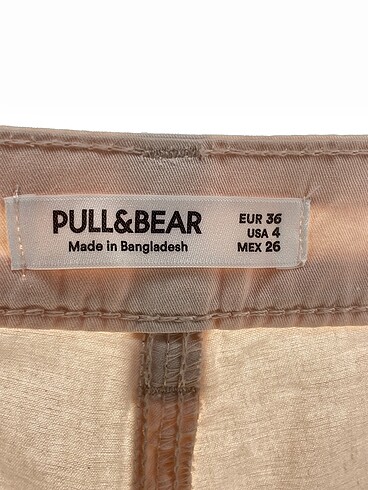 PULL&BEAR
Made in Bangladesh
EUR 36
USA 4
MEX 26